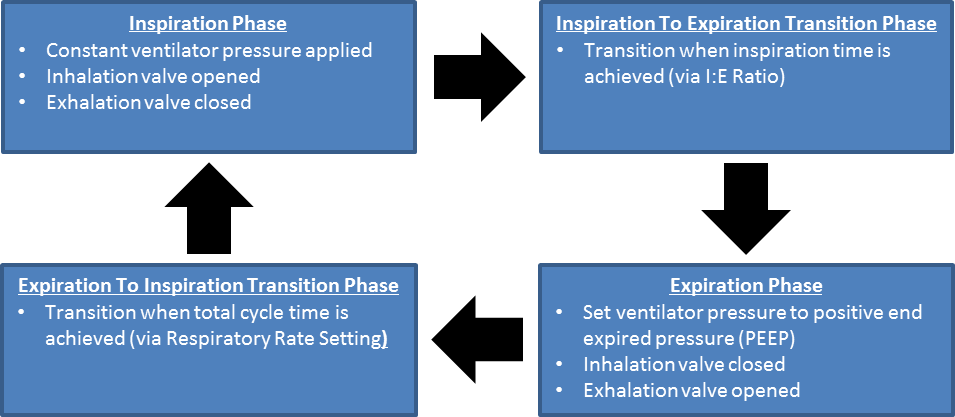 Inspiration Phase
• Constant ventilator pressure applied
• Inhalation valve opened
• Exhalation valve closed
Inspiration To Expiration Transition Phase
• Transition when inspiration time is
achieved (via I:E Ratio)
Expiration To Inspiration Transition Phase
• Transition when total cycle time is
achieved (via Respiratory Rate Setting)
Expiration Phase
• Set ventilator pressure to positive end
expired pressure (PEEP)
• Inhalation valve closed
• Exhalation valve opened